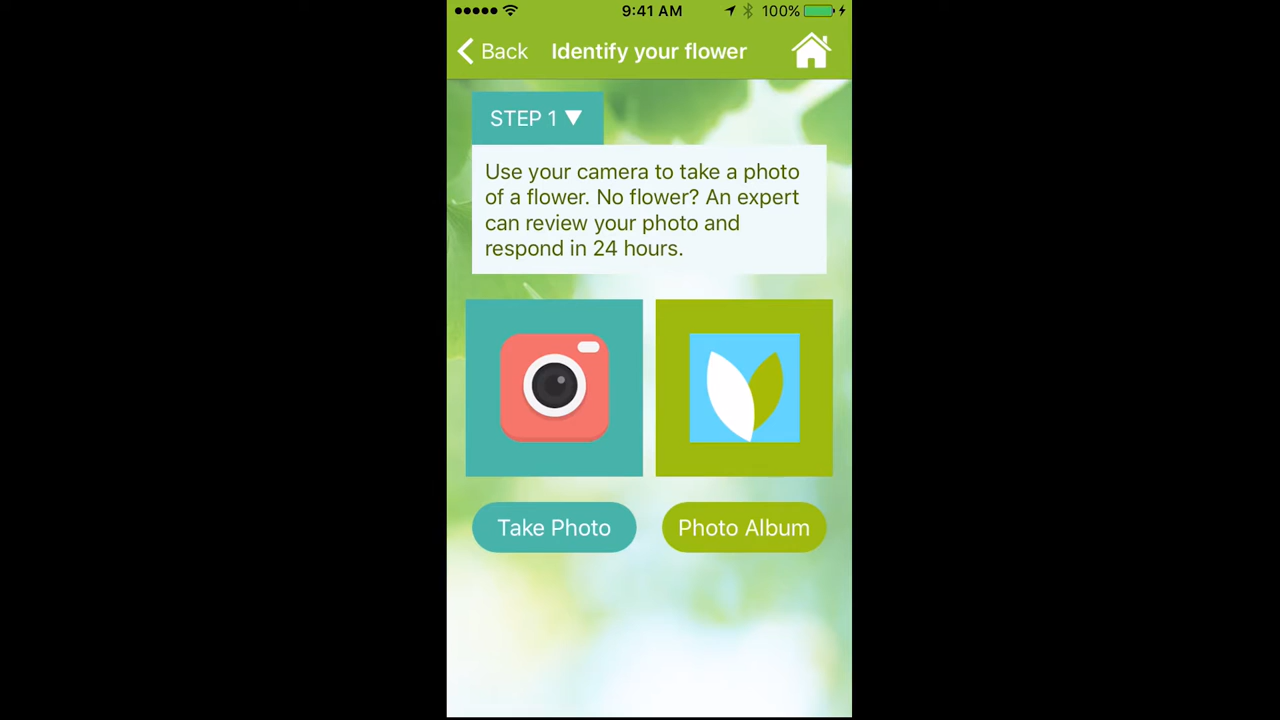 9:41 AM 100%
Back Identify your flower
STEP 1 ▼
Use your camera to take a photo
of a flower. No flower? An expert
can review your photo and
respond in 24 hours.
Take Photo Photo Album